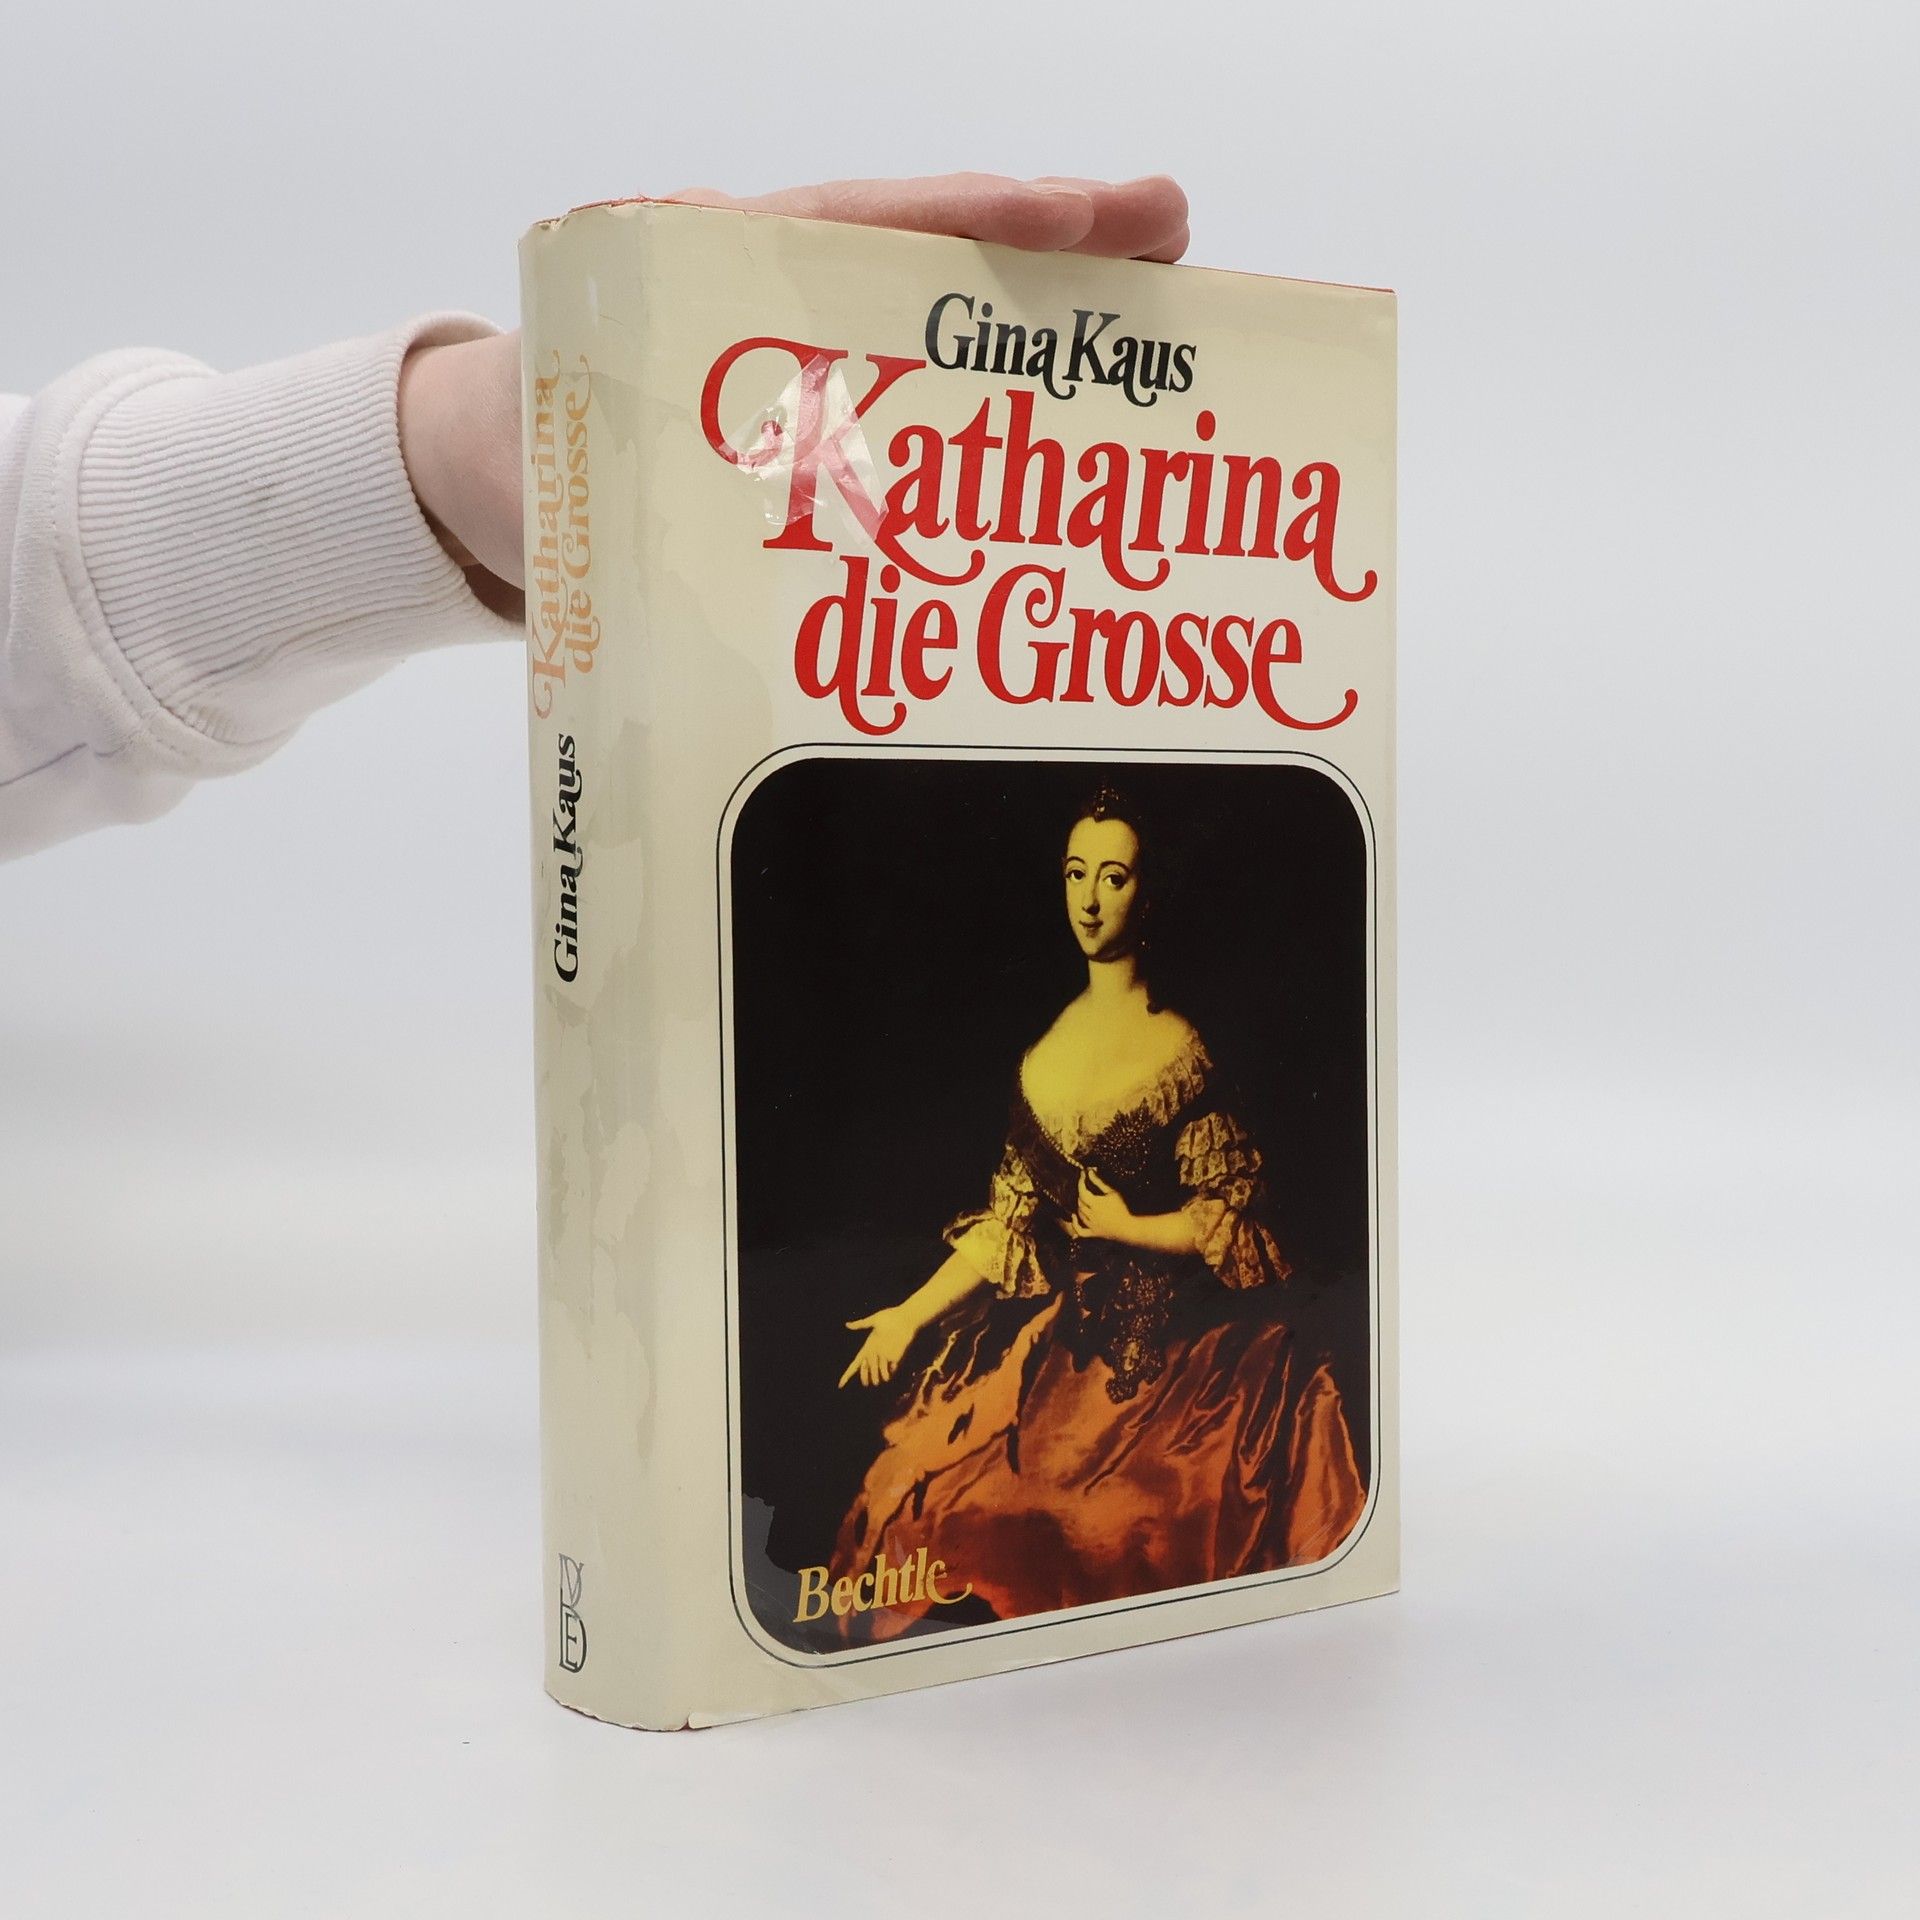 Gina Kaus
Katharina
die Grosse
Bechtle
Katharina
die Grosse
Gina Kaus